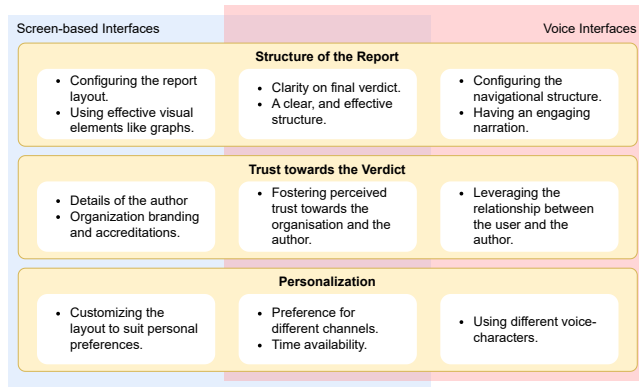 Screen-based Interfaces
Voice Interfaces
Structure of the Report
• Configuring the report
layout.
• Using effective visual
elements like graphs.
• Clarity on final verdict.
• A clear, and effective
structure.
• Configuring the
navigational structure.
• Having an engaging
narration.
Trust towards the Verdict
• Details of the author
• Organization branding
and accreditations.
• Fostering perceived
trust towards the
organisation and the
author.
• Leveraging the
relationship between
the user and the
author.
Personalization
• Customizing the
layout to suit personal
preferences.
• Preference for
different channels.
• Time availability.
• Using different voice-
characters.